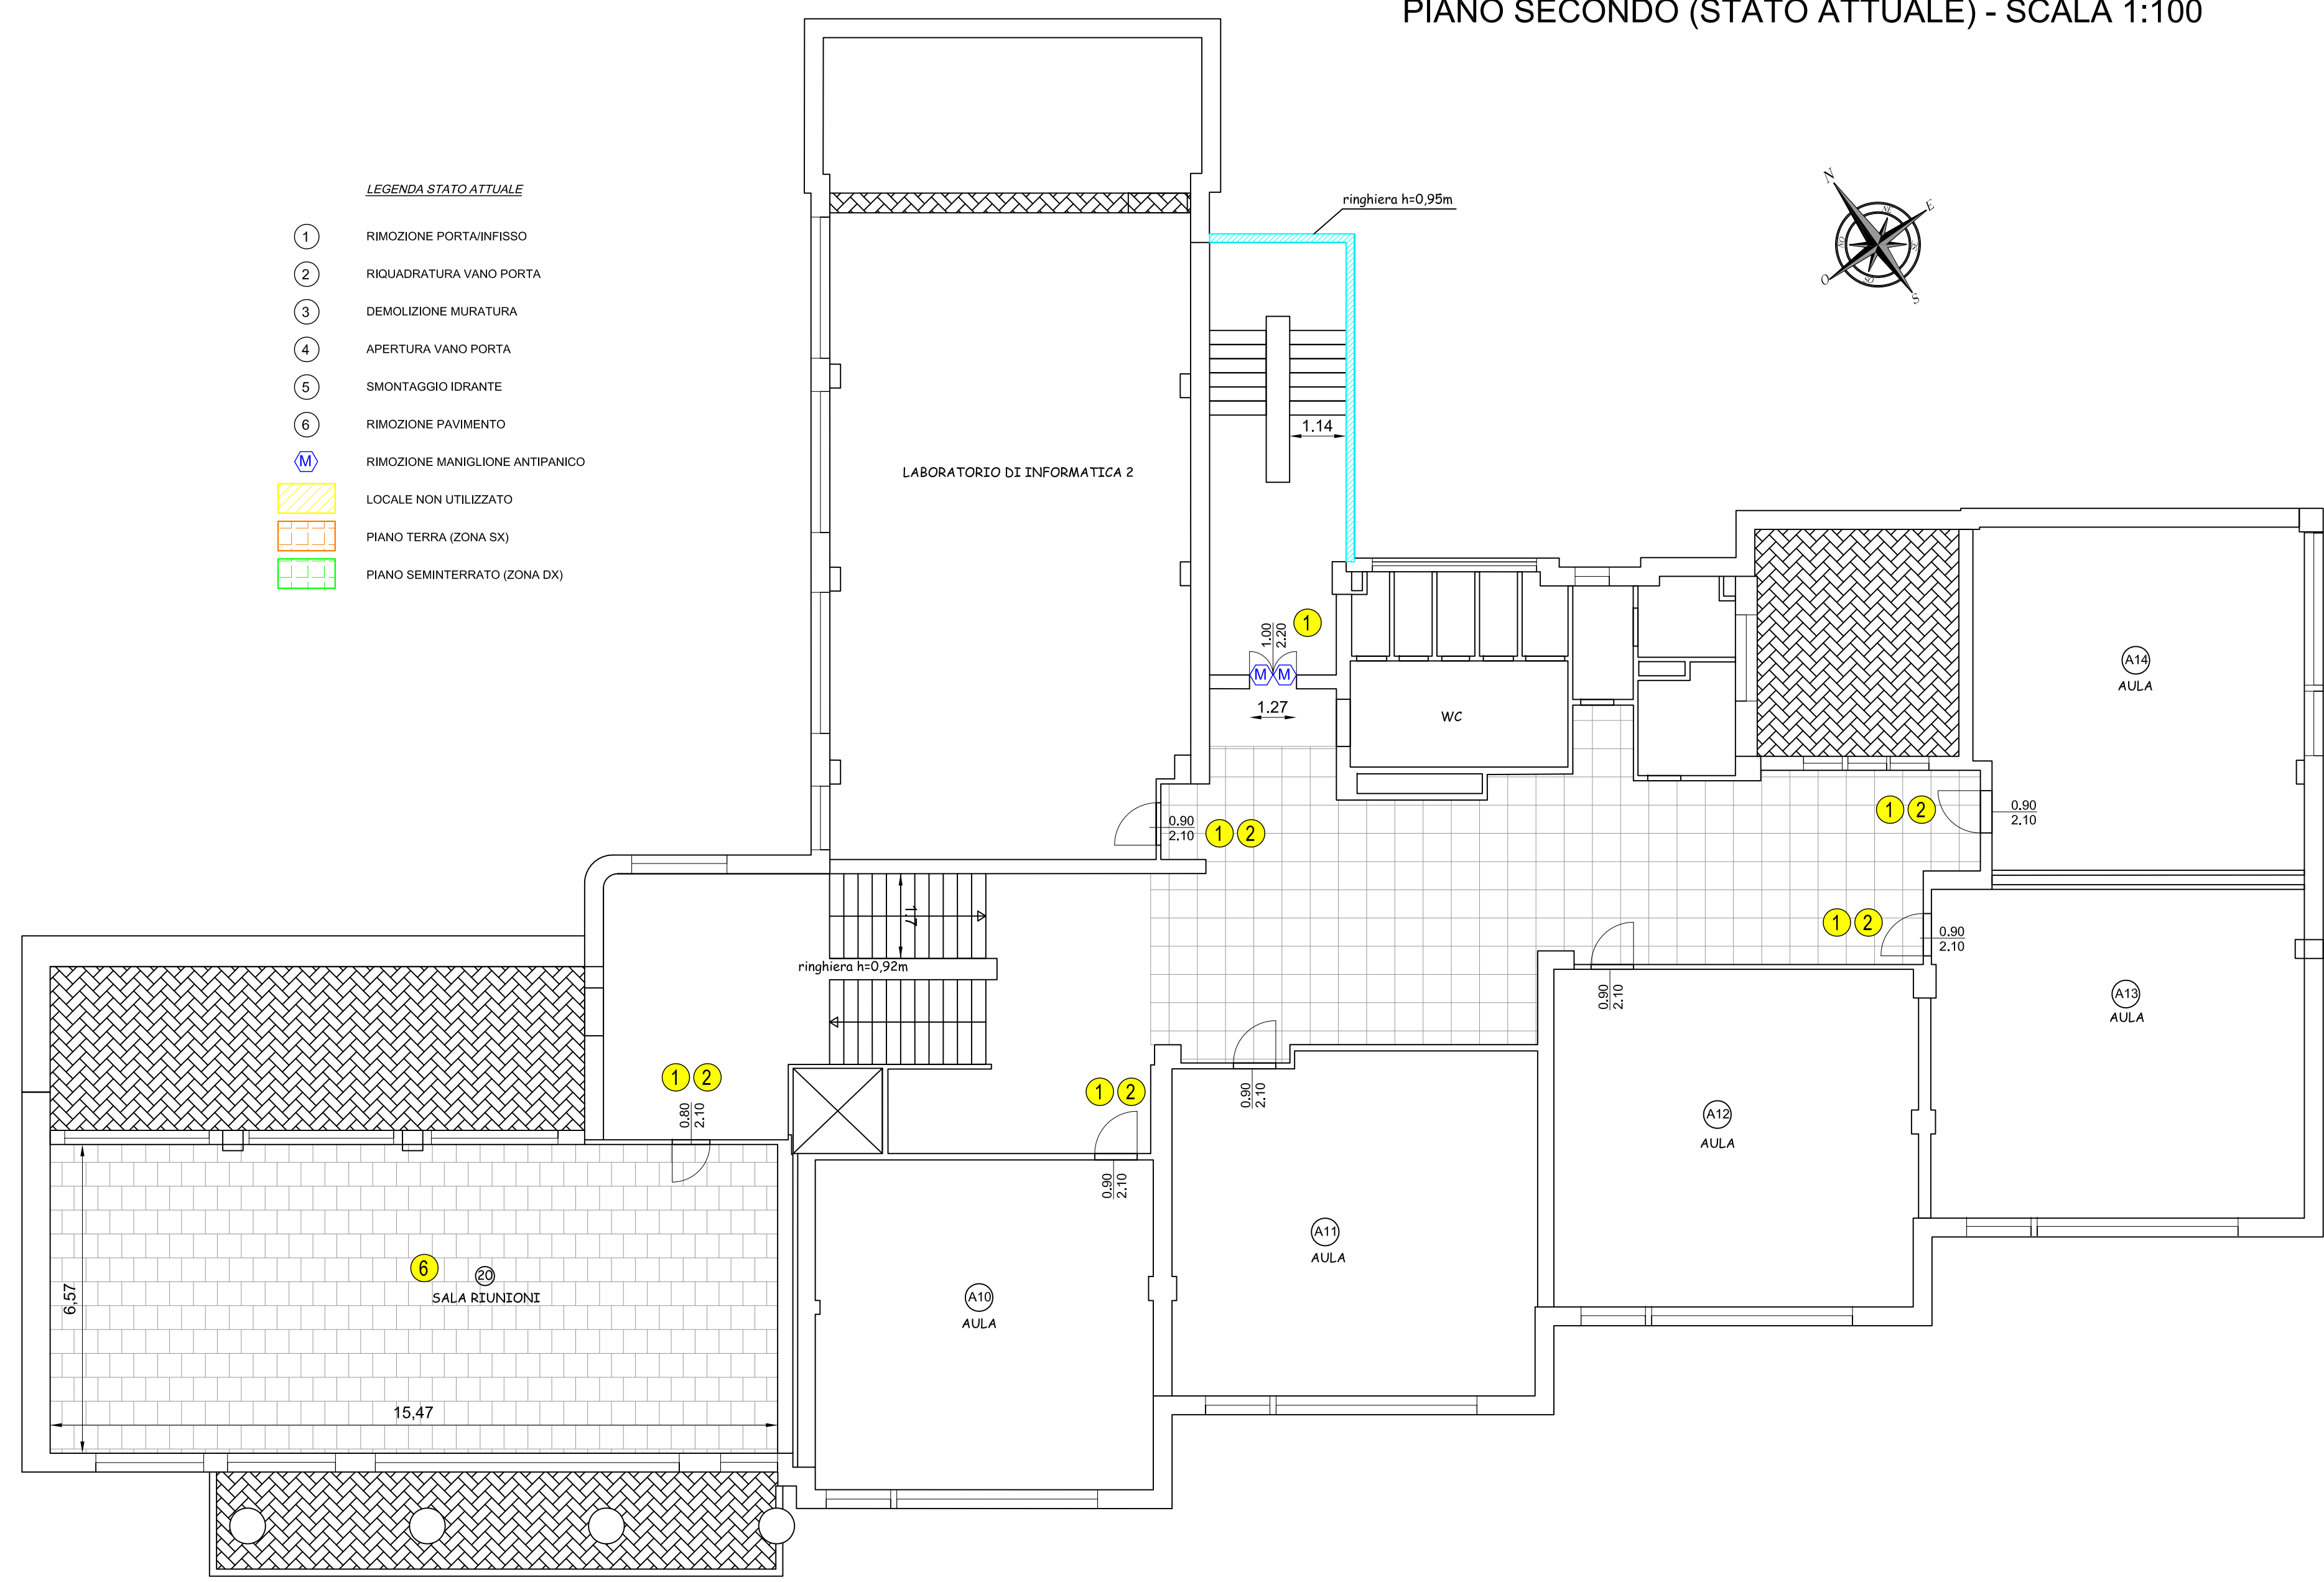 PIANO SECONDO (STATO ATTUALE) - SCALA 1:100
LEGENDA STATO ATTUALE
1 RIMOZIONE PORTA/INFISSO
2 RIQUADRATURA VANO PORTA
3 DEMOLIZIONE MURATURA
4 APERTURA VANO PORTA
5 SMONTAGGIO IDRANTE
6 RIMOZIONE PAVIMENTO
M RIMOZIONE MANIGLIONE ANTIPANICO
LOCALE NON UTILIZZATO
PIANO TERRA (ZONA SX)
PIANO SEMINTERRATO (ZONA DX)
ringhiera h=0,95m
N
NE
E
NO
SE
O
SO
S
1.14
LABORATORIO DI INFORMATICA 2
1.00
2.20
1
M M
1.27
WC
A14
AULA
0.90
2.10
1 2
1 2
0.90
2.10
1.7
ringhiera h=0,92m
1 2
0.90
2.10
0.90
2.10
A13
AULA
1 2
0.80
2.10
1 2
0.90
2.10
0.90
2.10
A12
AULA
A11
AULA
6
20
SALA RIUNIONI
6,57
15,47
A10
AULA